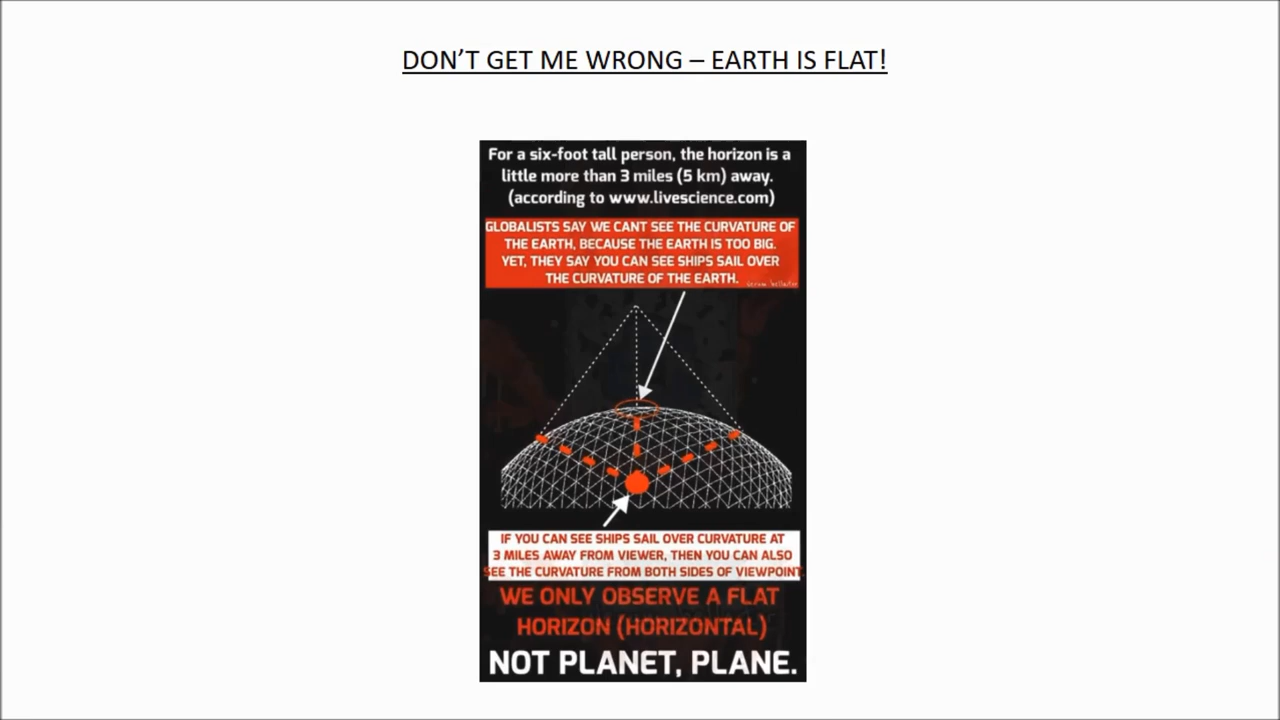 DON'T GET ME WRONG – EARTH IS FLAT!
For a six-foot tall person, the horizon is a
little more than 3 miles (5 km) away.
(according to www.livescience.com)
GLOBALISTS SAY WE CANT SEE THE CURVATURE OF
THE EARTH, BECAUSE THE EARTH IS TOO BIG.
YET, THEY SAY YOU CAN SEE SHIPS SAIL OVER
THE CURVATURE OF THE EARTH.
IF YOU CAN SEE SHIPS SAIL OVER CURVATURE AT
3 MILES AWAY FROM VIEWER, THEN YOU CAN ALSO
SEE THE CURVATURE FROM BOTH SIDES OF VIEWPOINT
WE ONLY OBSERVE A FLAT
HORIZON (HORIZONTAL)
NOT PLANET, PLANE.